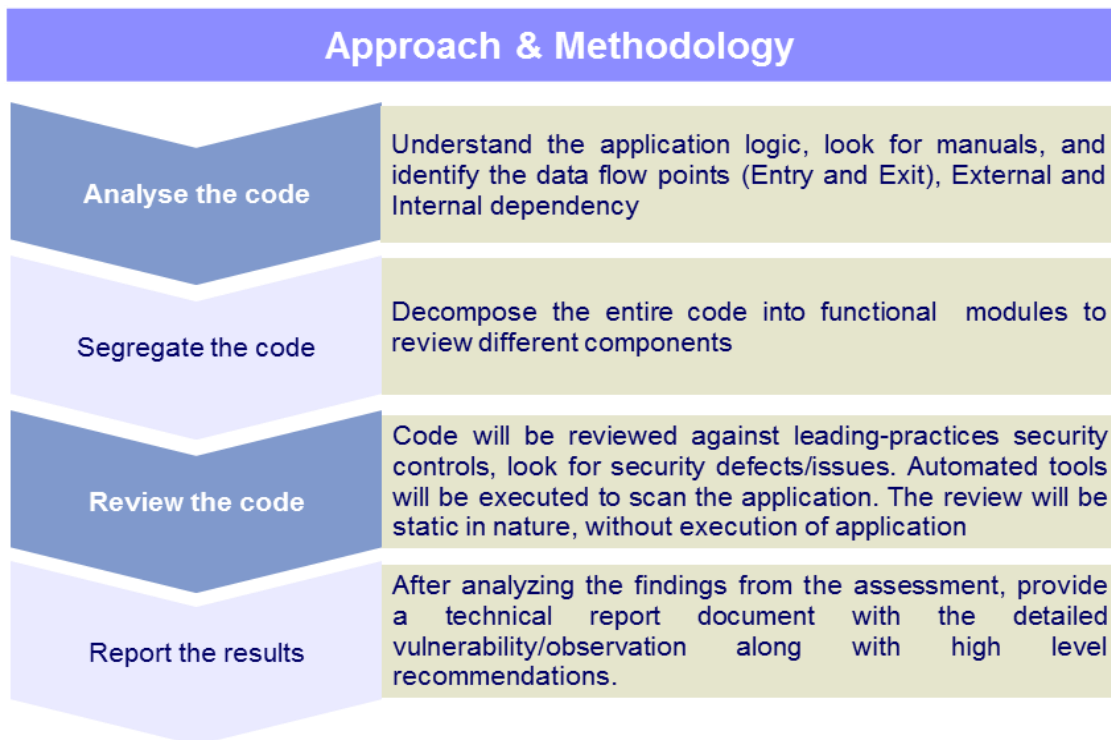 Approach & Methodology
Analyse the code
Understand the application logic, look for manuals, and
identify the data flow points (Entry and Exit), External and
Internal dependency
Segregate the code
Decompose the entire code into functional modules to
review different components
Review the code
Code will be reviewed against leading-practices security
controls, look for security defects/issues. Automated tools
will be executed to scan the application. The review will be
static in nature, without execution of application
Report the results
After analyzing the findings from the assessment, provide
a technical report document with the detailed
vulnerability/observation along with high level
recommendations.